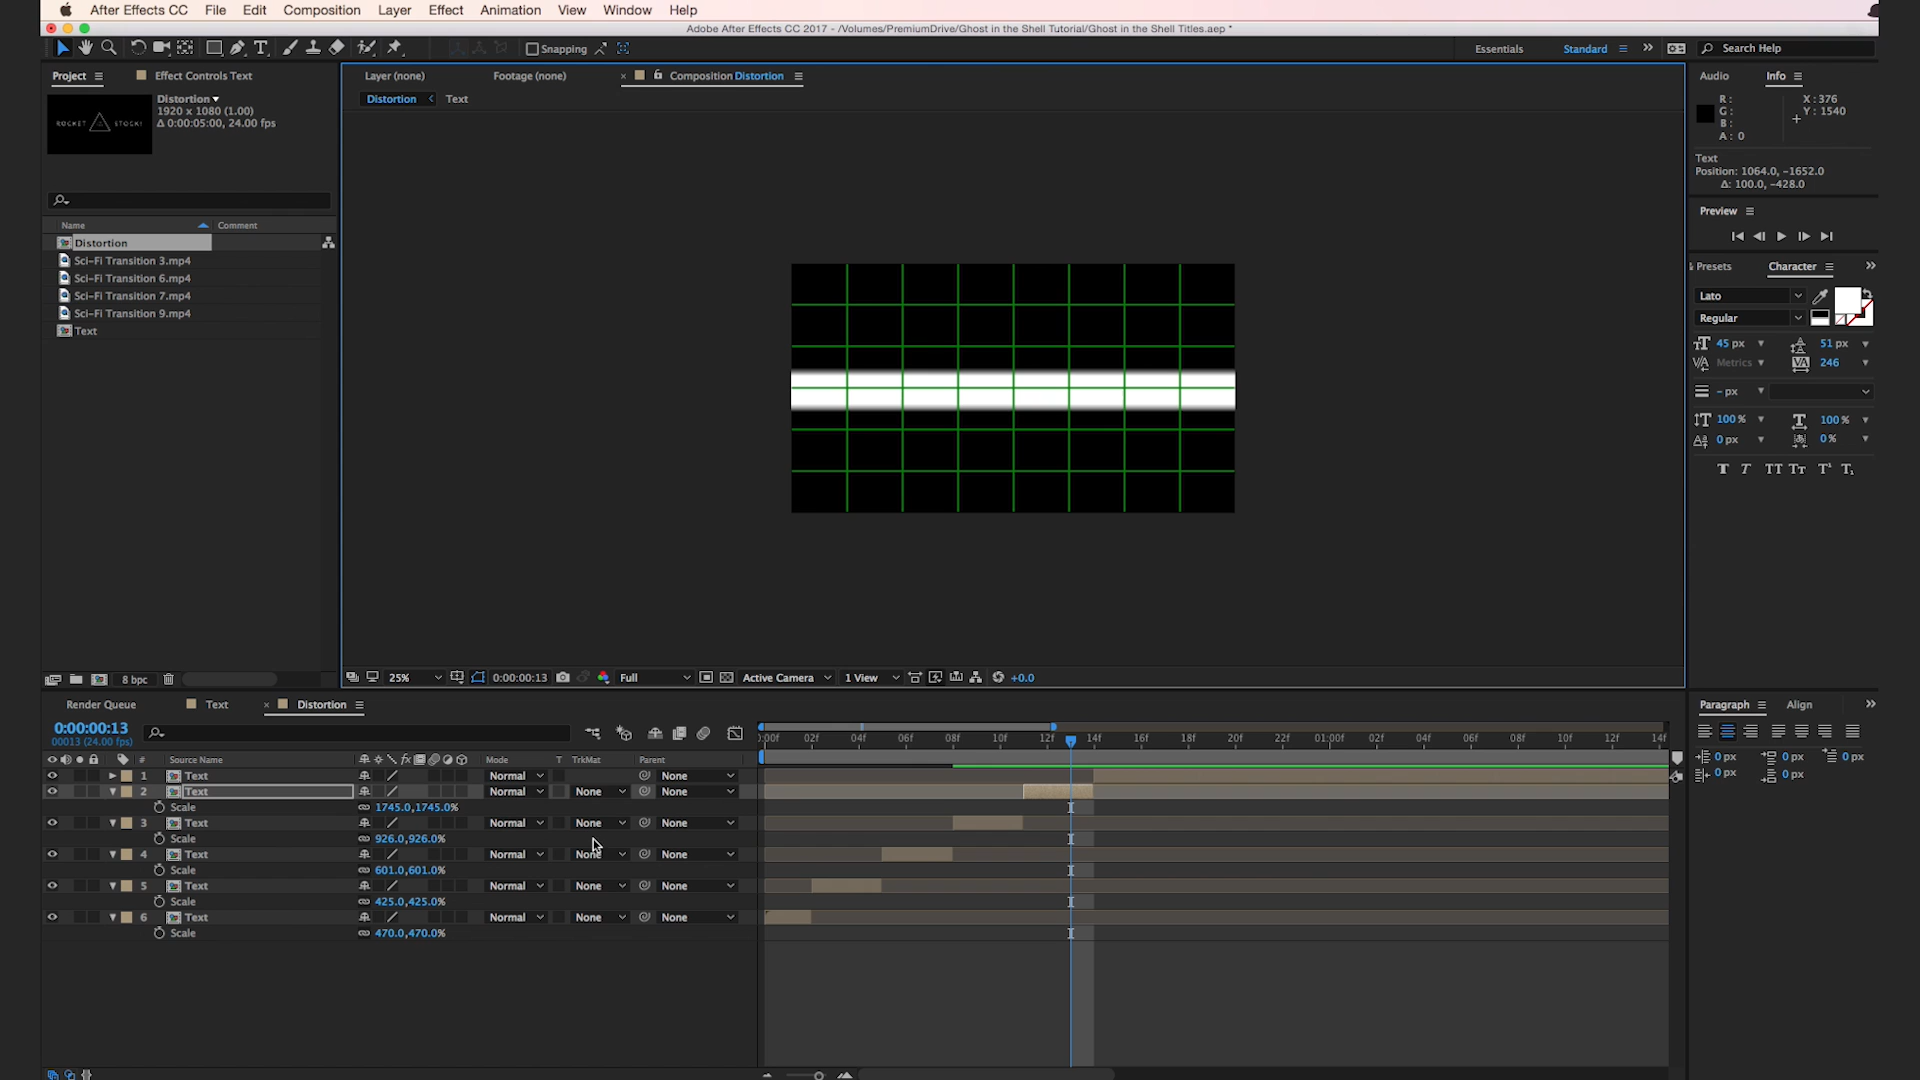 After Effects CC File Edit Composition Layer Effect Animation View Window Help
Adobe After Effects CC 2017 - /Volumes/PremiumDrive/Ghost in the Shell Tutorial/Ghost in the Shell Titles.aep *
Snapping Essentials Standard Search Help
Project Effect Controls Text Layer (none) Footage (none) × Composition Distortion Audio Info
Distortion
1920 x 1080 (1.00)
Δ 0:00:05:00, 24.00 fps
ROCKET STOCK
Distortion Text
R:
G:
B:
A: 0
X: 376
Y: 1540
Text
Position: 1064.0, -1652.0
Δ: 100.0, -428.0
Preview
Name Comment
Distortion
Sci-Fi Transition 3.mp4
Sci-Fi Transition 6.mp4
Sci-Fi Transition 7.mp4
Sci-Fi Transition 9.mp4
Text
Presets Character
Lato
Regular
45 px 51 px
Metrics 246
- px
100 % 100 %
0 px 0 %
T T TT Tт T¹ T₁
8 bpc 25% 0:00:00:13 Full Active Camera 1 View +0.0
Render Queue Text × Distortion
0:00:00:13
00013 (24.00 fps)
:00f 02f 04f 06f 08f 10f 12f 14f 16f 18f 20f 22f 01:00f 02f 04f 06f 08f 10f 12f 14f
# Source Name Mode T TrkMat Parent
1 Text Normal None
2 Text Normal None None
Scale 1745.0,1745.0%
3 Text Normal None None
Scale 926.0,926.0%
4 Text Normal None None
Scale 601.0,601.0%
5 Text Normal None None
Scale 425.0,425.0%
6 Text Normal None None
Scale 470.0,470.0%
Paragraph Align
0 px 0 px 0 px
0 px 0 px